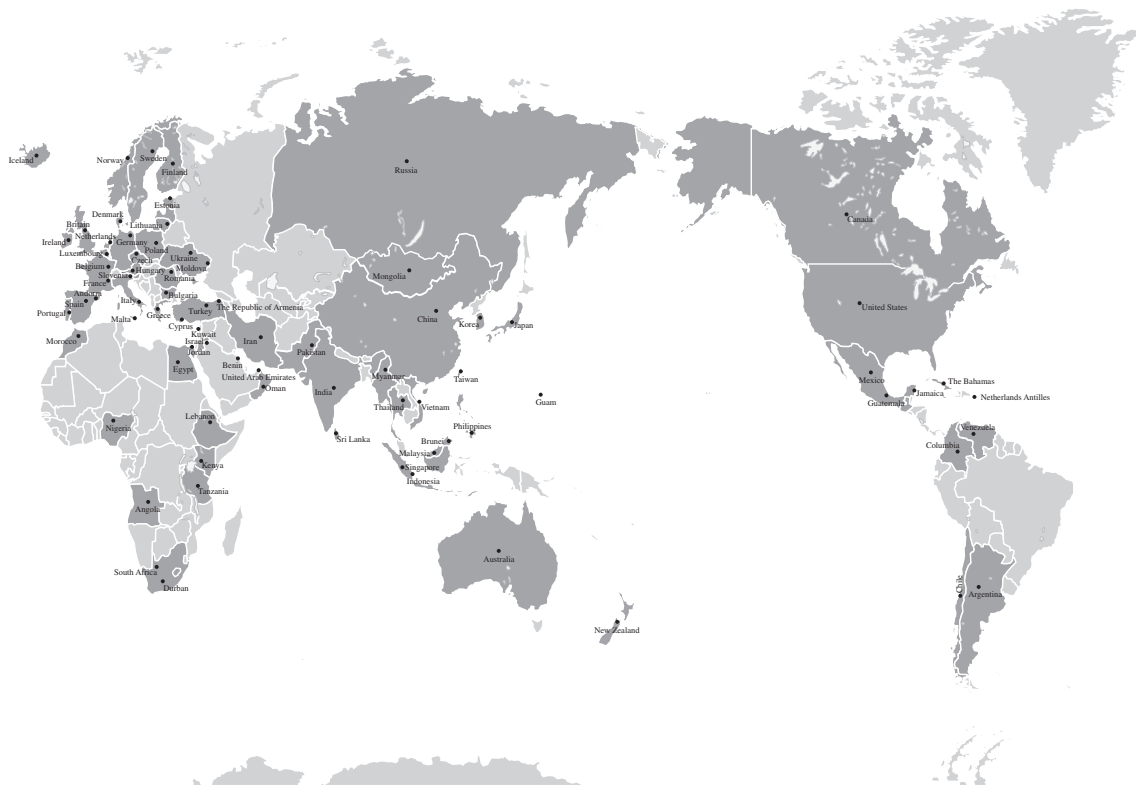 Iceland
Norway
Sweden
Finland
Russia
Estonia
Denmark
Lithuania
Britain
Netherlands
Ireland
Germany
Poland
Luxembourg
Czech
Ukraine
Belgium
Hungary
Moldova
Slovenia
Romania
France
Andorra
Bulgaria
Spain
Italy
The Republic of Armenia
Portugal
Malta
Greece
Turkey
Cyprus
Kuwait
Morocco
Israel
Jordan
Iran
Pakistan
Egypt
Benin
United Arab Emirates
Oman
Mongolia
China
Korea
Japan
India
Myanmar
Taiwan
Thailand
Vietnam
Guam
Philippines
Sri Lanka
Brunei
Malaysia
Singapore
Indonesia
Lebanon
Nigeria
Kenya
Tanzania
Angola
South Africa
Durban
Australia
New Zealand
Canada
United States
Mexico
The Bahamas
Jamaica
Netherlands Antilles
Guatemala
Venezuela
Columbia
Chile
Argentina